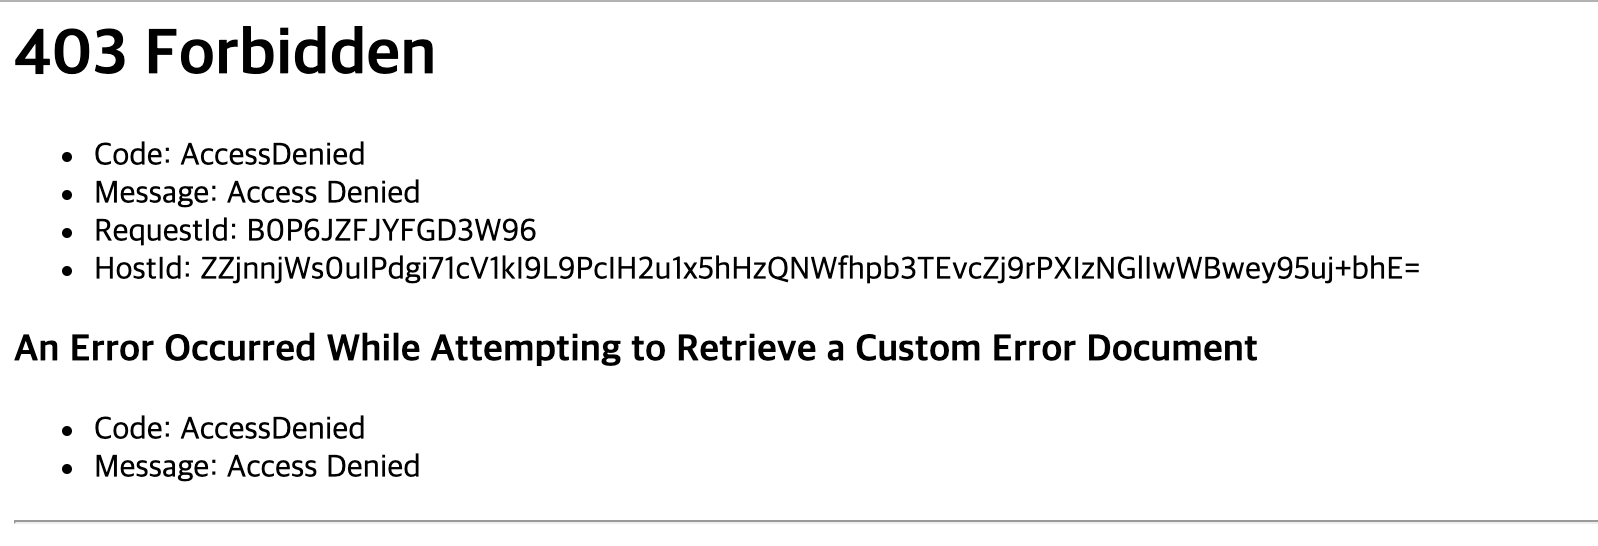 403 Forbidden
Code: AccessDenied
Message: Access Denied
RequestId: B0P6JZFJYFGD3W96
HostId: ZZjnnjWs0uIPdgi71cV1kI9L9PcIH2u1x5hHzQNWfhpb3TEvcZj9rPXIzNGlIwWBwey95uj+bhE=
An Error Occurred While Attempting to Retrieve a Custom Error Document
Code: AccessDenied
Message: Access Denied